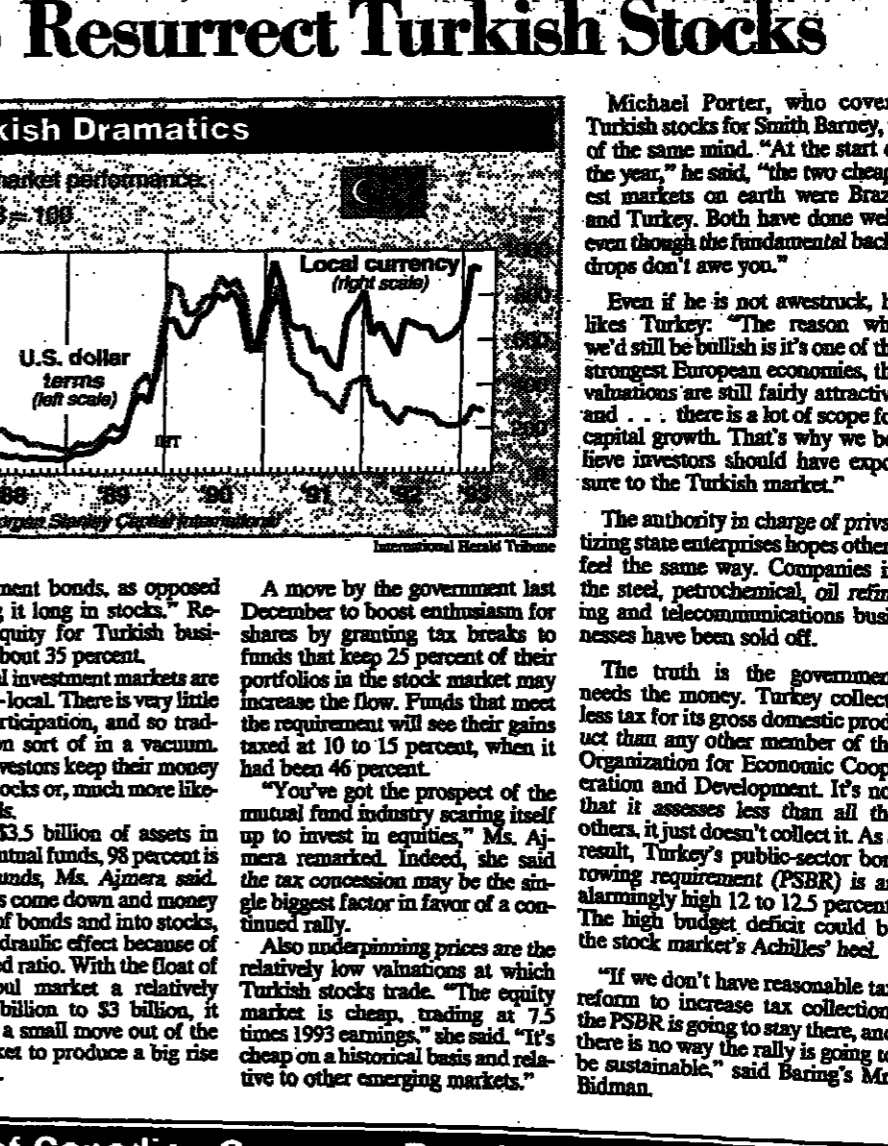 Resurrect Turkish Stocks
kish Dramatics
market performance.
= 100
Local currency
(right scale)
U.S. dollar
terms
(left scale)
IHT
'88 '89 '90 '91 '92 '93
Morgan Stanley Capital International
International Herald Tribune
ment bonds, as opposed
g it long in stocks." Re-
quity for Turkish busi-
bout 35 percent.
l investment markets are
-local. There is very little
rticipation, and so trad-
on sort of in a vacuum.
vestors keep their money
ocks or, much more like-
ds.
$3.5 billion of assets in
utual funds, 98 percent is
unds, Ms. Ajmera said.
s come down and money
of bonds and into stocks,
draulic effect because of
ed ratio. With the float of
bul market a relatively
billion to $3 billion, it
a small move out of the
ket to produce a big rise
A move by the government last
December to boost enthusiasm for
shares by granting tax breaks to
funds that keep 25 percent of their
portfolios in the stock market may
increase the flow. Funds that meet
the requirement will see their gains
taxed at 10 to 15 percent, when it
had been 46 percent.
"You've got the prospect of the
mutual fund industry scaring itself
up to invest in equities," Ms. Aj-
mera remarked. Indeed, she said
the tax concession may be the sin-
gle biggest factor in favor of a con-
tinued rally.
Also underpinning prices are the
relatively low valuations at which
Turkish stocks trade. "The equity
market is cheap, trading at 7.5
times 1993 earnings," she said. "It's
cheap on a historical basis and rela-
tive to other emerging markets."
Michael Porter, who cover
Turkish stocks for Smith Barney,
of the same mind. "At the start o
the year," he said, "the two cheap
est markets on earth were Braz
and Turkey. Both have done wel
even though the fundamental back
drops don't awe you."
Even if he is not awestruck, h
likes Turkey: "The reason wh
we'd still be bullish is it's one of th
strongest European economies, th
valuations are still fairly attractiv
and . . . there is a lot of scope fo
capital growth. That's why we be
lieve investors should have expo
sure to the Turkish market."
The authority in charge of priva
tizing state enterprises hopes other
feel the same way. Companies i
the steel, petrochemical, oil refin
ing and telecommunications busi
nesses have been sold off.
The truth is the governmen
needs the money. Turkey collect
less tax for its gross domestic prod
uct than any other member of th
Organization for Economic Coop
eration and Development. It's no
that it assesses less than all th
others, it just doesn't collect it. As
result, Turkey's public-sector bor
rowing requirement (PSBR) is a
alarmingly high 12 to 12.5 percent
The high budget deficit could b
the stock market's Achilles' heel.
"If we don't have reasonable tax
reform to increase tax collection
the PSBR is going to stay there, and
there is no way the rally is going to
be sustainable," said Baring's Mr
Bidman.